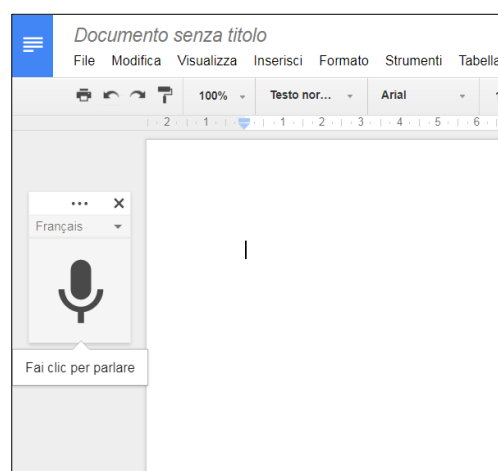 Documento senza titolo
File Modifica Visualizza Inserisci Formato Strumenti Tabella
100% Testo nor... Arial
2 1 1 2 3 4 5 6
Français
Fai clic per parlare